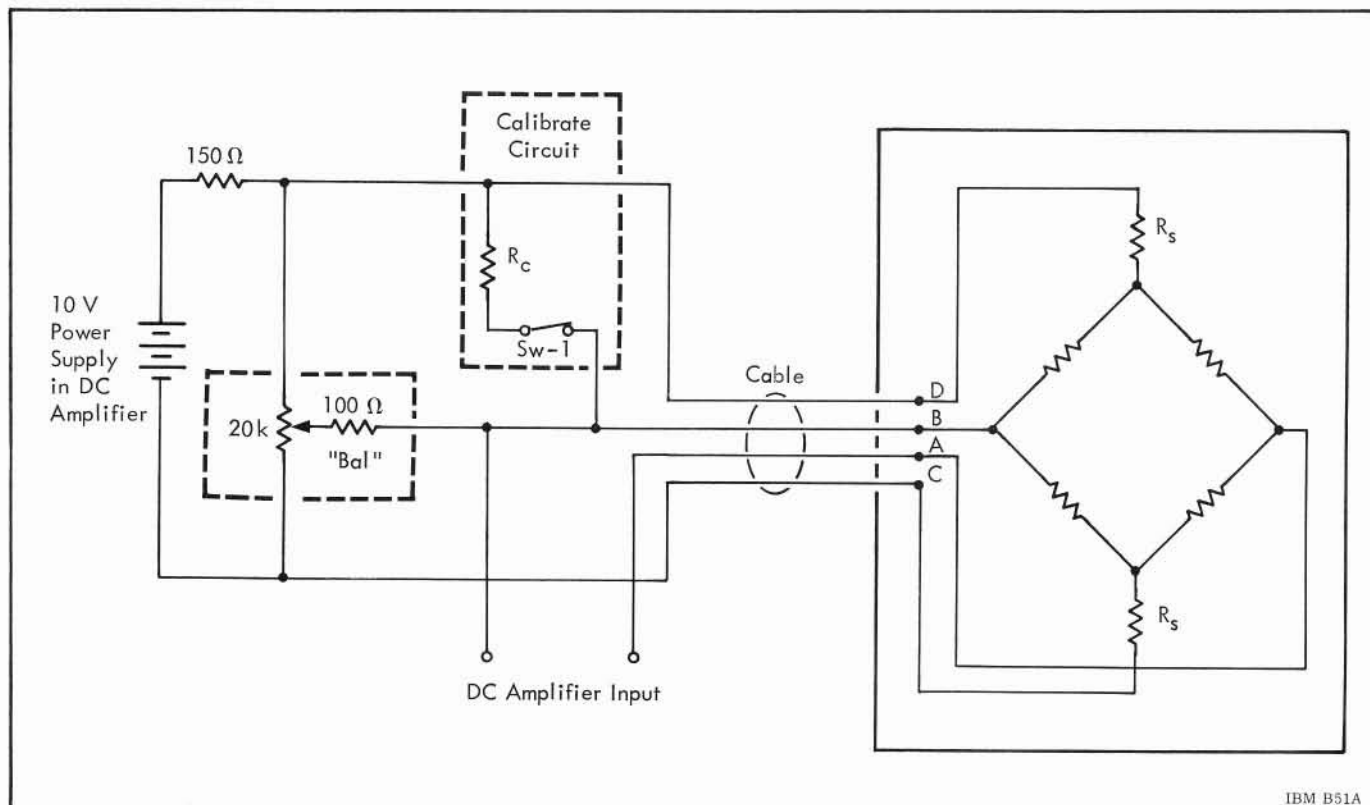 Calibrate
Circuit
150 Ω
R_c
Sw-1
R_s
10 V
Power
Supply
in DC
Amplifier
Cable
20k
100 Ω
"Bal"
D
B
A
C
R_s
DC Amplifier Input
IBM B51A